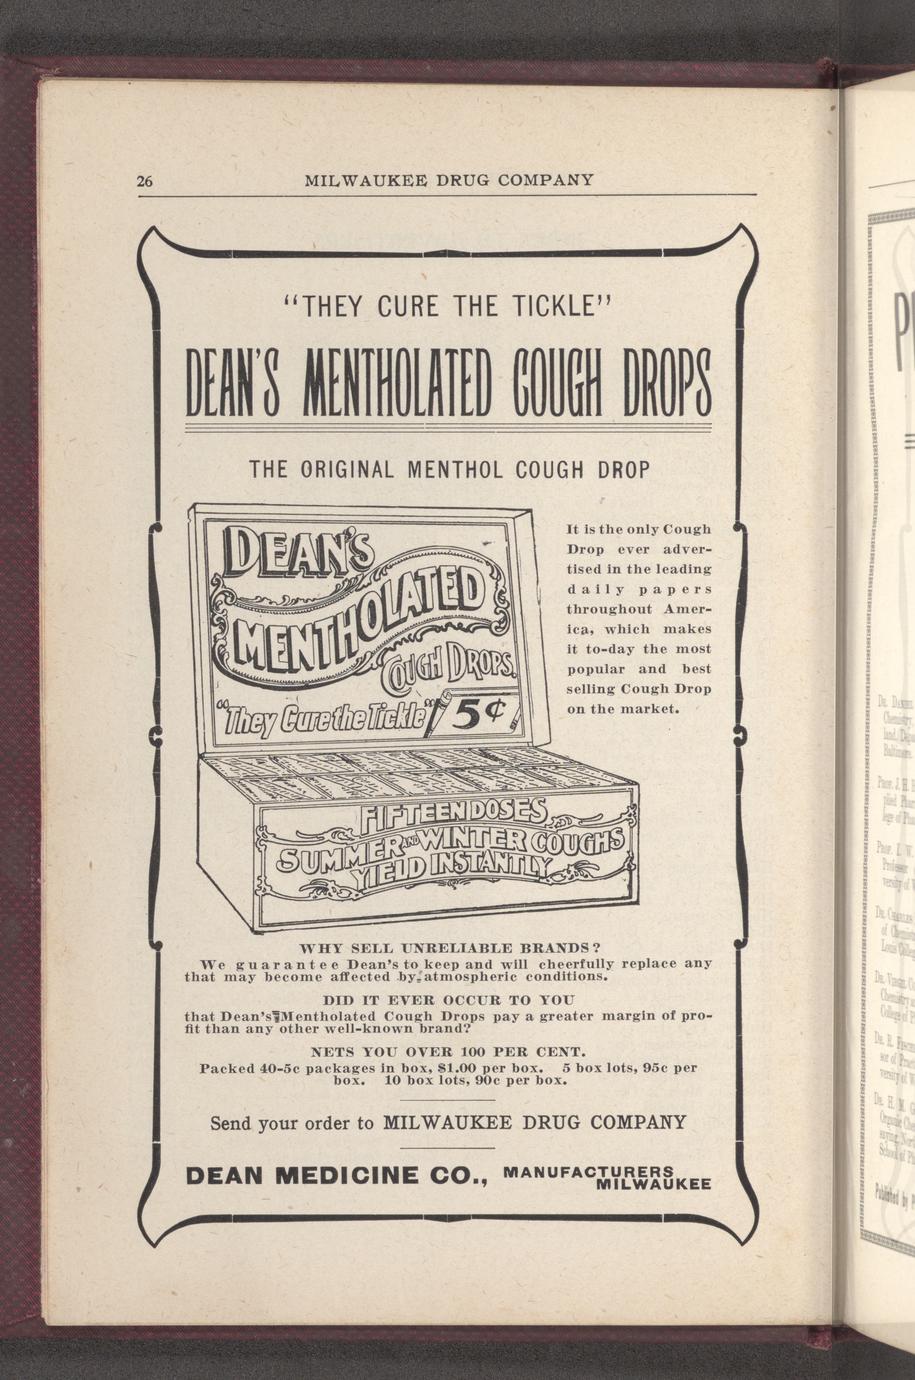 26 MILWAUKEE DRUG COMPANY
"THEY CURE THE TICKLE"
DEAN'S MENTHOLATED COUGH DROPS
THE ORIGINAL MENTHOL COUGH DROP
DEAN'S
MENTHOLATED
COUGH DROPS.
"They Cure the Tickle" 5¢
FIFTEEN DOSES
SUMMER AND WINTER COUGHS
YIELD INSTANTLY
It is the only Cough
Drop ever adver-
tised in the leading
daily papers
throughout Amer-
ica, which makes
it to-day the most
popular and best
selling Cough Drop
on the market.
WHY SELL UNRELIABLE BRANDS?
We guarantee Dean's to keep and will cheerfully replace any
that may become affected by atmospheric conditions.
DID IT EVER OCCUR TO YOU
that Dean's Mentholated Cough Drops pay a greater margin of pro-
fit than any other well-known brand?
NETS YOU OVER 100 PER CENT.
Packed 40-5c packages in box, $1.00 per box. 5 box lots, 95c per
box. 10 box lots, 90c per box.
Send your order to MILWAUKEE DRUG COMPANY
DEAN MEDICINE CO., MANUFACTURERS
MILWAUKEE